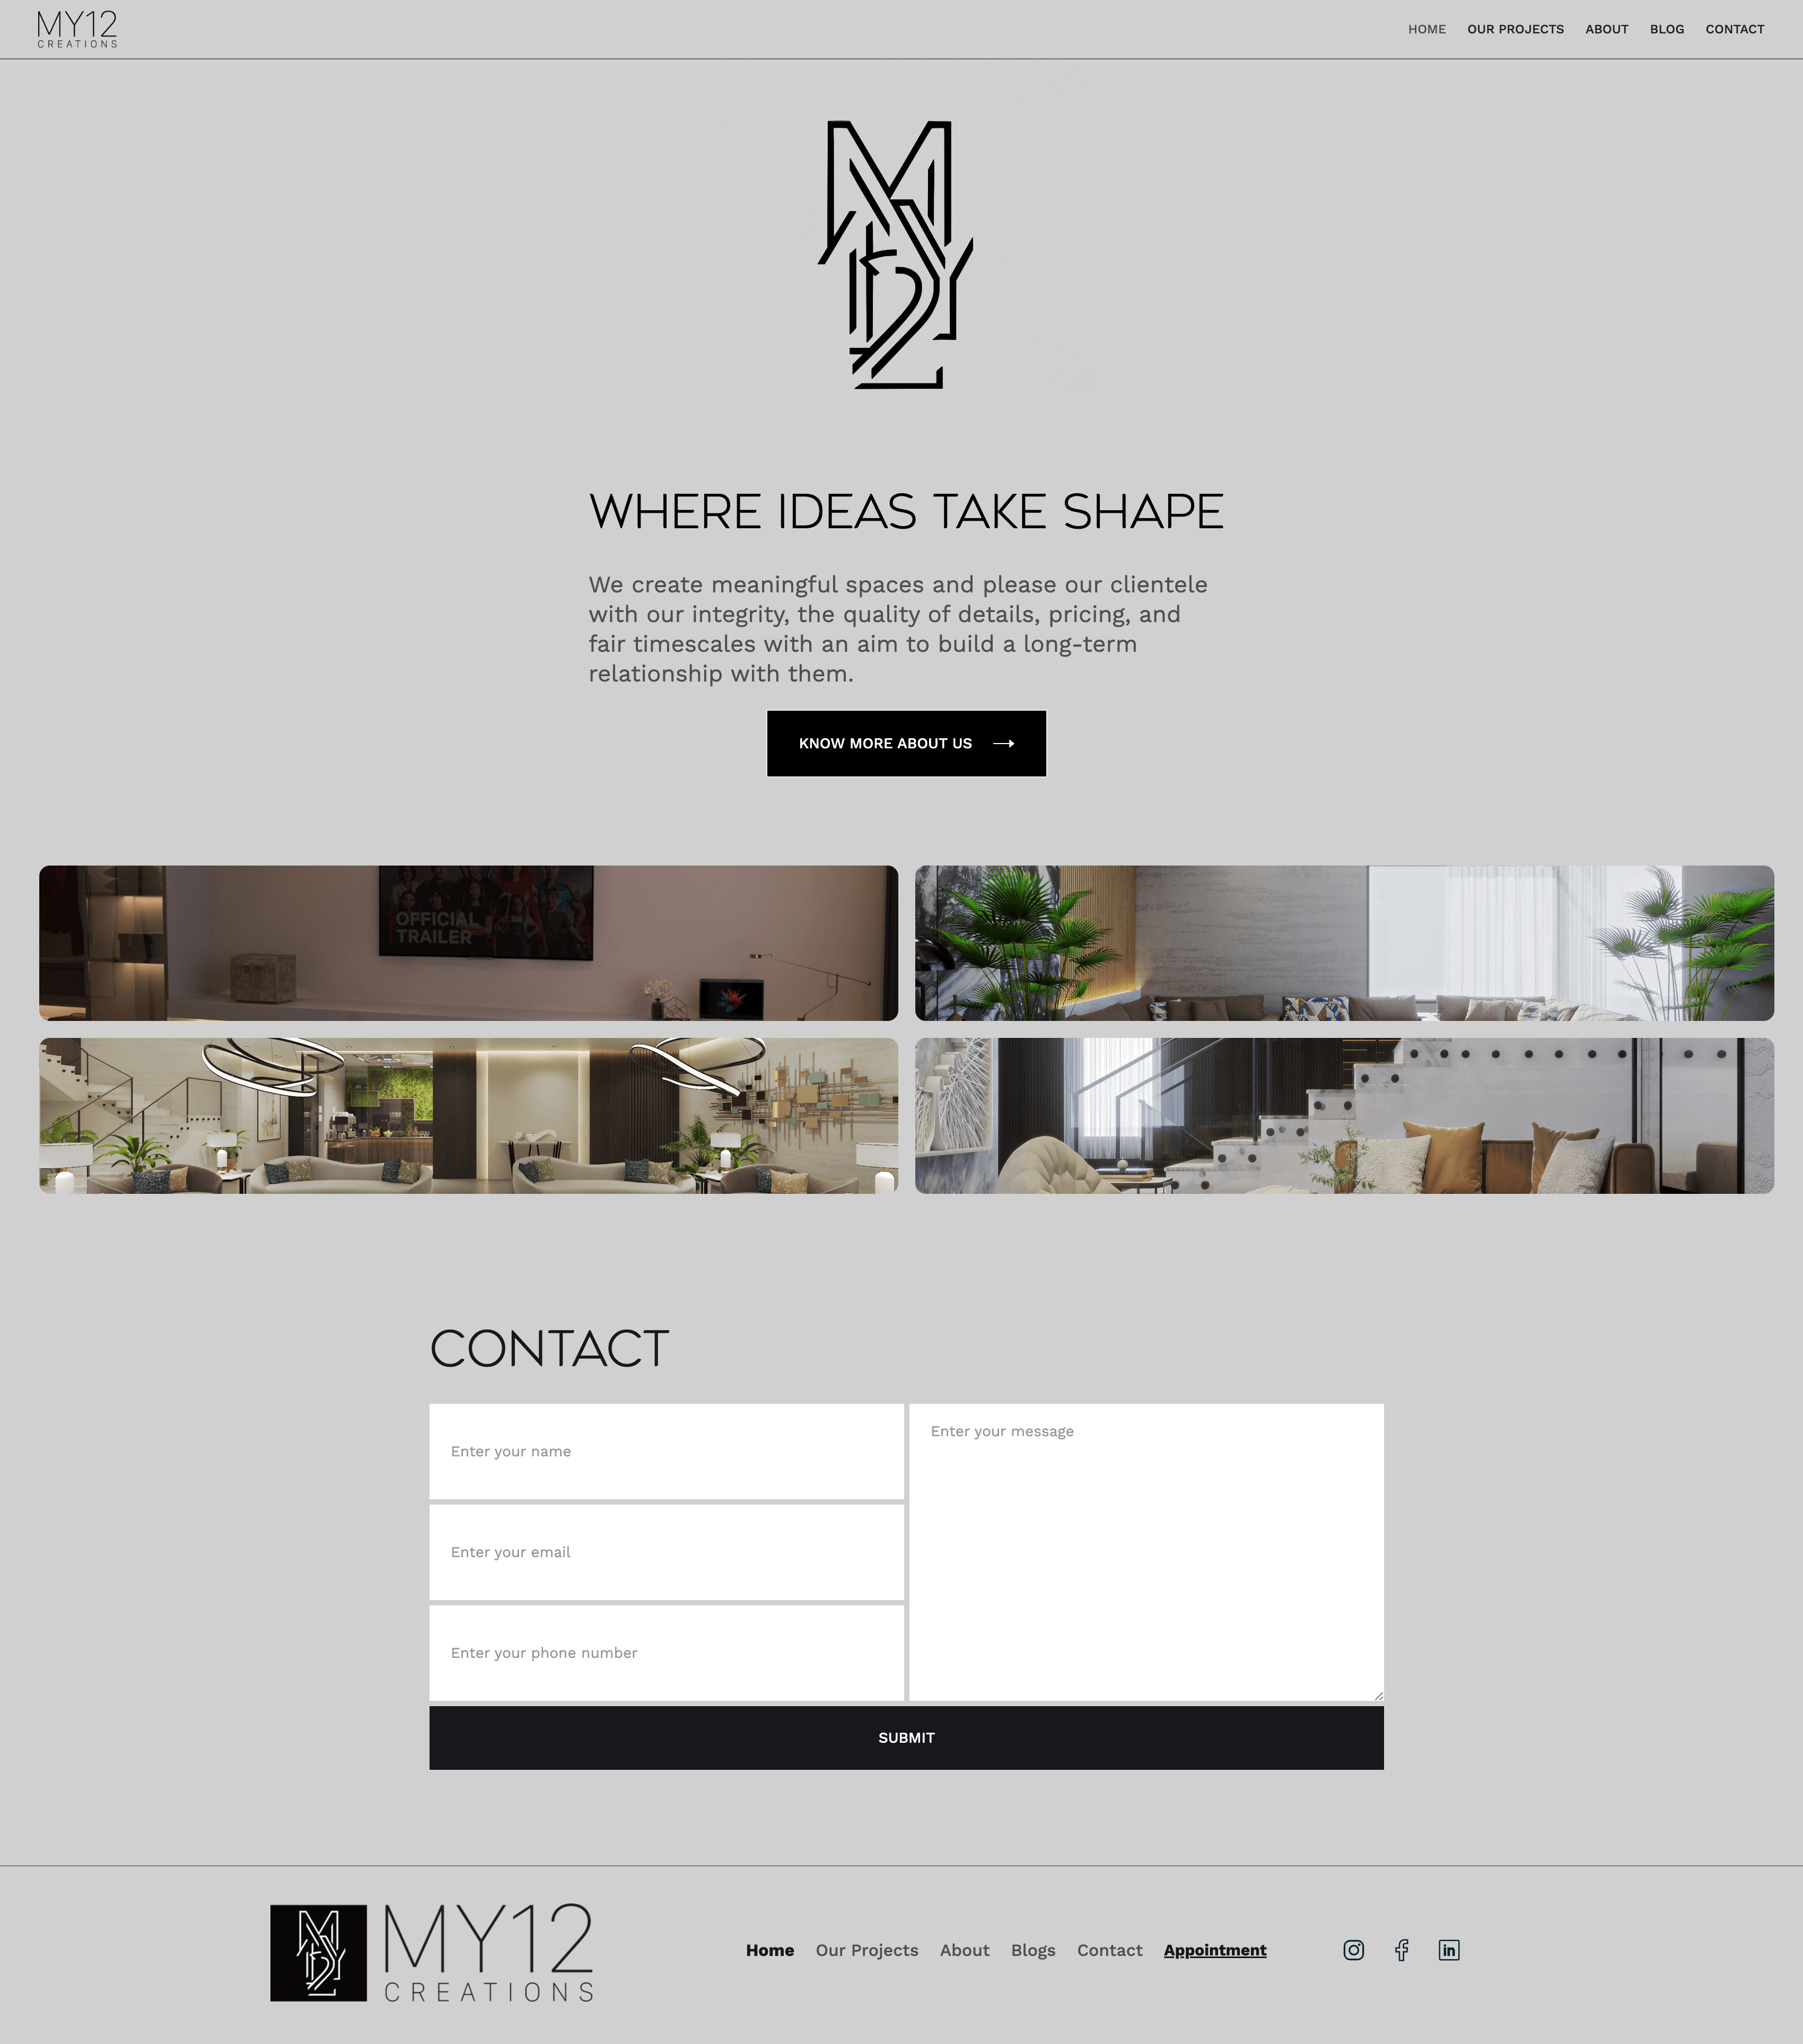 MY12
CREATIONS
HOME OUR PROJECTS ABOUT BLOG CONTACT
MY12
WHERE IDEAS TAKE SHAPE
We create meaningful spaces and please our clientele
with our integrity, the quality of details, pricing, and
fair timescales with an aim to build a long-term
relationship with them.
KNOW MORE ABOUT US
OFFICIAL
TRAILER
CONTACT
Enter your name
Enter your message
Enter your email
Enter your phone number
SUBMIT
MY12
MY12
CREATIONS
Home Our Projects About Blogs Contact Appointment
in